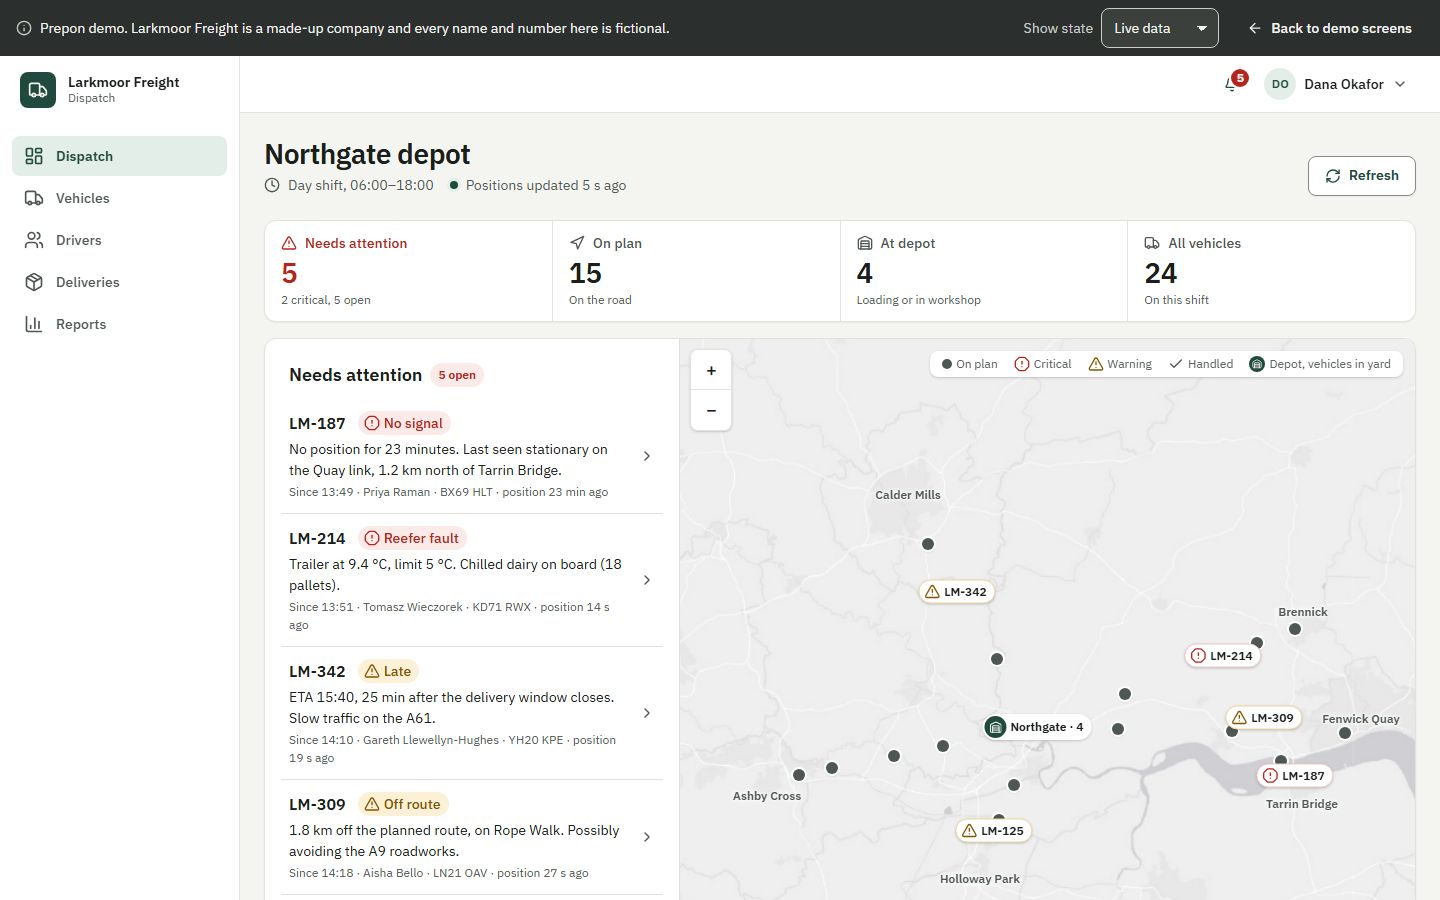 Prepon demo. Larkmoor Freight is a made-up company and every name and number here is fictional.
Show state
Live data
Back to demo screens
Larkmoor Freight
Dispatch
5
DO
Dana Okafor
Dispatch
Vehicles
Drivers
Deliveries
Reports
Northgate depot
Day shift, 06:00–18:00
Positions updated 5 s ago
Refresh
Needs attention
5
2 critical, 5 open
On plan
15
On the road
At depot
4
Loading or in workshop
All vehicles
24
On this shift
Needs attention
5 open
LM-187
No signal
No position for 23 minutes. Last seen stationary on
the Quay link, 1.2 km north of Tarrin Bridge.
Since 13:49 · Priya Raman · BX69 HLT · position 23 min ago
LM-214
Reefer fault
Trailer at 9.4 °C, limit 5 °C. Chilled dairy on board (18
pallets).
Since 13:51 · Tomasz Wieczorek · KD71 RWX · position 14 s
ago
LM-342
Late
ETA 15:40, 25 min after the delivery window closes.
Slow traffic on the A61.
Since 14:10 · Gareth Llewellyn-Hughes · YH20 KPE · position
19 s ago
LM-309
Off route
1.8 km off the planned route, on Rope Walk. Possibly
avoiding the A9 roadworks.
Since 14:18 · Aisha Bello · LN21 OAV · position 27 s ago
+
−
On plan
Critical
Warning
Handled
Depot, vehicles in yard
Calder Mills
LM-342
Brennick
LM-214
LM-309
Fenwick Quay
Northgate · 4
LM-187
Ashby Cross
Tarrin Bridge
LM-125
Holloway Park